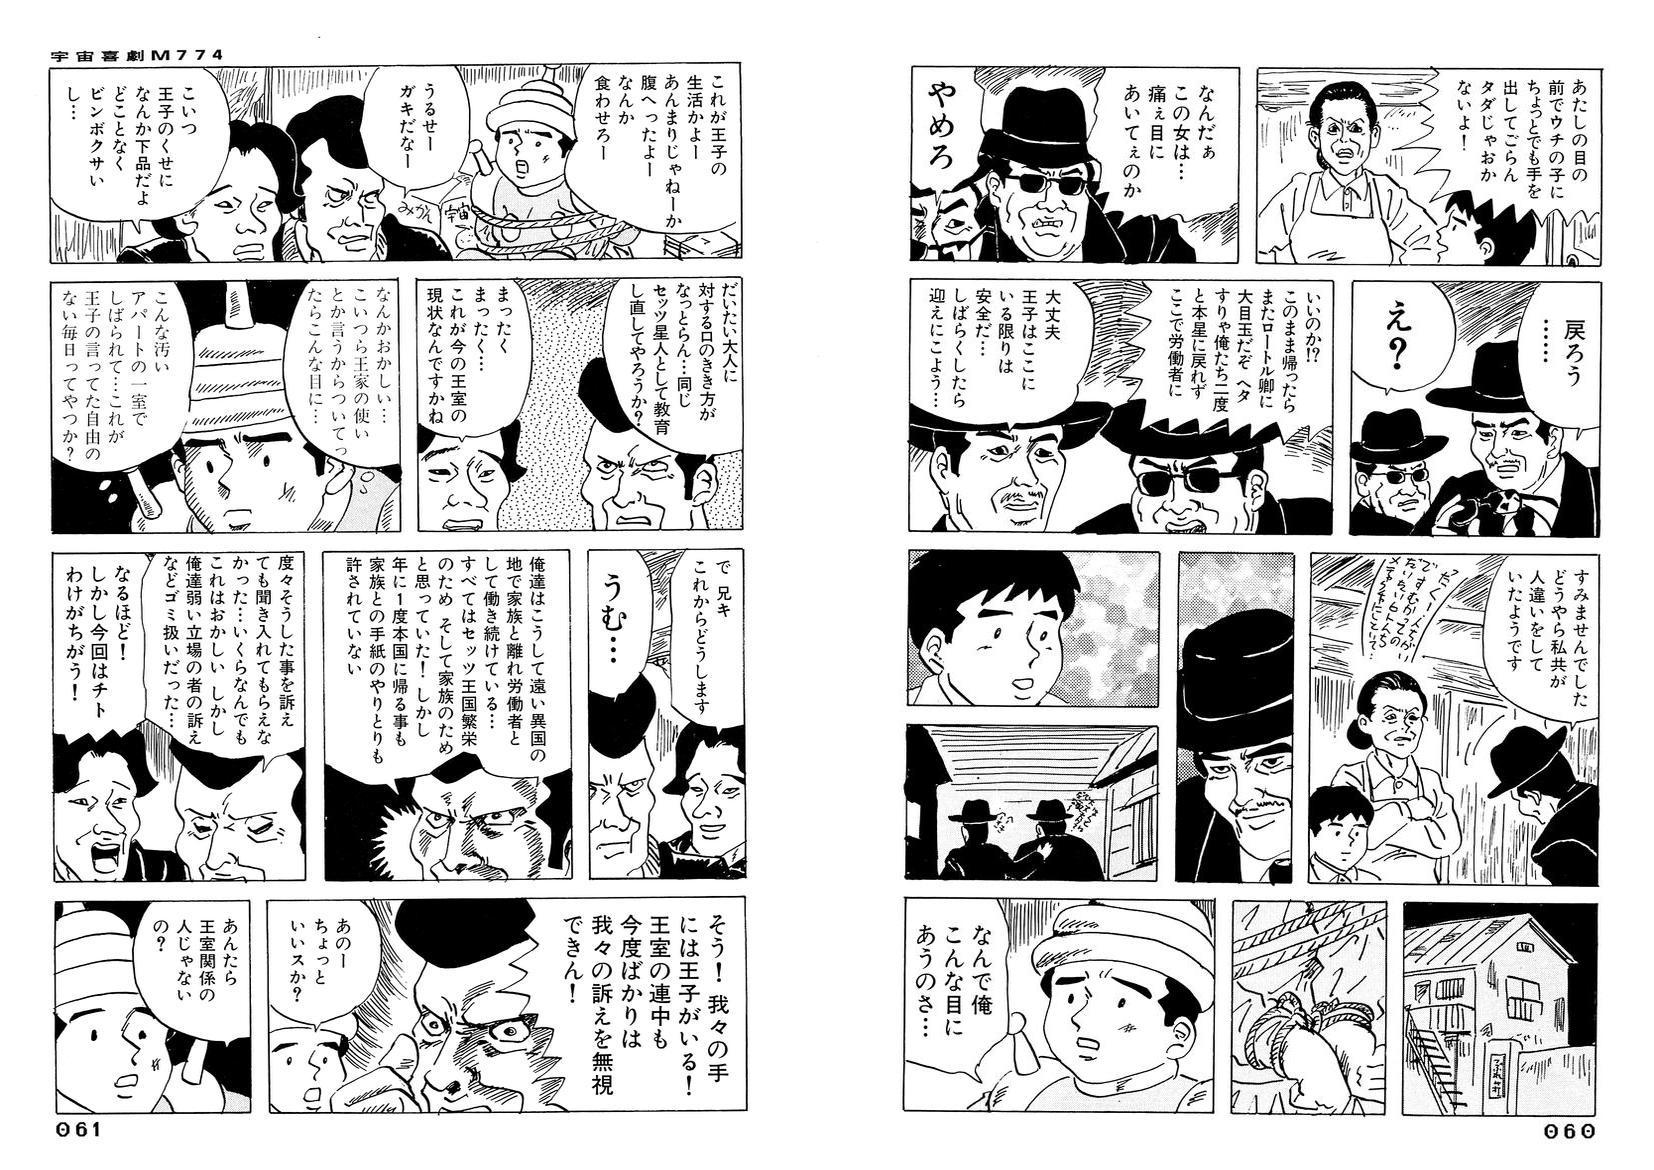 あたしの目の
前でウチの子に
ちょっとでも手を
出してごらん
タダじゃおか
ないよ!
なんだぁ
この女は…
痛ぇ目に
あいてぇのか
やめろ
戻ろう
……
え?
いいのか!?
このまま帰ったら
またロートル卿に
大目玉だぞ ヘタ
すりゃ俺たち二度
と本星に戻れず
ここで労働者に
大丈夫
王子はここに
いる限りは
安全だ…
しばらくしたら
迎えにこよう…
すみませんでした
どうやら私共が
人違いをして
いたようです
つぶれ荘
なんで俺
こんな目に
あうのさ…
060
宇宙喜劇M774
これが王子の
生活かよー
あんまりじゃねーか
腹へったよー
なんか
食わせろー
うるせー
ガキだなー
みかん
宇宙
こいつ
王子のくせに
なんか下品だよ
どことなく
ビンボクサい
し…
だいたい大人に
対する口のきき方が
なっとらん…同じ
セッツ星人として教育
し直してやろうか?
まったく
まったく…
これが今の王室の
現状なんですかね
なんかおかしい…
こいつら王家の使い
とか言うからついてっ
たらこんな目に…
こんな汚い
アパートの一室で
しばられて…これが
王子の言ってた自由の
ない毎日ってやつか?
で 兄キ
これからどうします
うむ…
俺達はこうして遠い異国の
地で家族と離れ労働者と
して働き続けている…
すべてはセッツ王国繁栄
のため そして家族のため
と思っていた! しかし
年に1度本国に帰る事も
家族との手紙のやりとりも
許されていない
度々そうした事を訴え
ても聞き入れてもらえな
かった…いくらなんでも
これはおかしい しかし
俺達弱い立場の者の訴え
などゴミ扱いだった…
なるほど!
しかし今回はチト
わけがちがう!
そう! 我々の手
には王子がいる!
王室の連中も
今度ばかりは
我々の訴えを無視
できん!
あのー
ちょっと
いいスか?
あんたら
王室関係の
人じゃない
の?
061